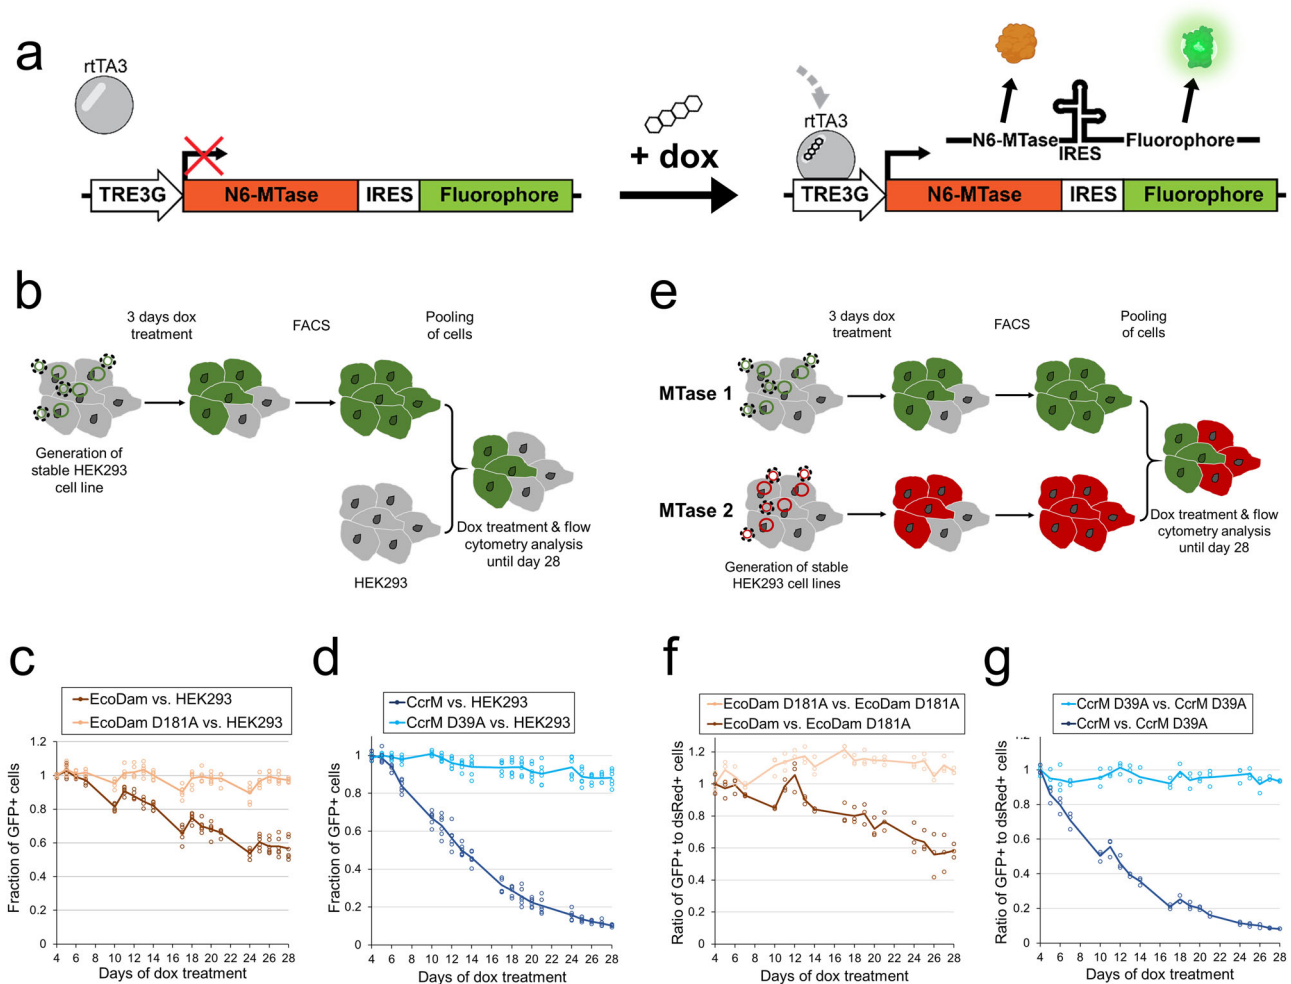 a
rtTA3
TRE3G
N6-MTase
IRES
Fluorophore
+ dox
rtTA3
N6-MTase
IRES
Fluorophore
TRE3G
N6-MTase
IRES
Fluorophore
b
3 days dox
treatment
FACS
Pooling
of cells
Generation of
stable HEK293
cell line
HEK293
Dox treatment & flow
cytometry analysis
until day 28
e
3 days dox
treatment
FACS
Pooling
of cells
MTase 1
MTase 2
Generation of stable
HEK293 cell lines
Dox treatment & flow
cytometry analysis
until day 28
c
EcoDam vs. HEK293
EcoDam D181A vs. HEK293
Fraction of GFP+ cells
1.2
1
0.8
0.6
0.4
0.2
0
4 6 8 10 12 14 16 18 20 22 24 26 28
Days of dox treatment
d
CcrM vs. HEK293
CcrM D39A vs. HEK293
Fraction of GFP+ cells
1
0.8
0.6
0.4
0.2
0
4 6 8 10 12 14 16 18 20 22 24 26 28
Days of dox treatment
f
EcoDam D181A vs. EcoDam D181A
EcoDam vs. EcoDam D181A
Ratio of GFP+ to dsRed+ cells
1.2
1.0
0.8
0.6
0.4
0.2
0
4 6 8 10 12 14 16 18 20 22 24 26 28
Days of dox treatment
g
CcrM D39A vs. CcrM D39A
CcrM vs. CcrM D39A
Ratio of GFP+ to dsRed+ cells
1
0.8
0.6
0.4
0.2
0
4 6 8 10 12 14 16 18 20 22 24 26 28
Days of dox treatment